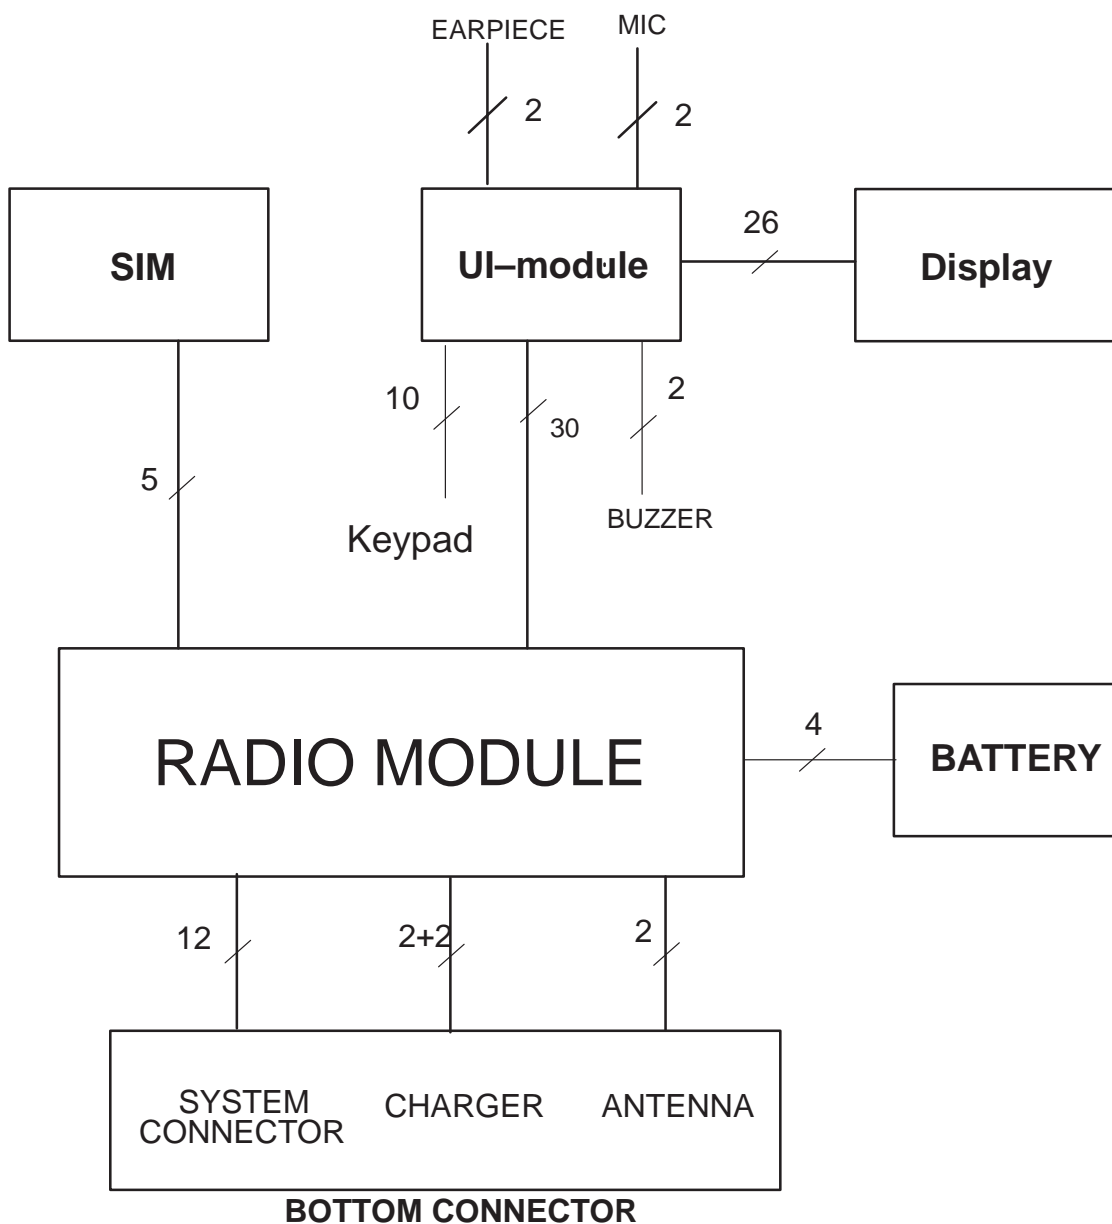 EARPIECE
MIC
2
2
SIM
UI–module
26
Display
10
30
2
5
Keypad
BUZZER
RADIO MODULE
4
BATTERY
12
2+2
2
SYSTEM
CONNECTOR
CHARGER
ANTENNA
BOTTOM CONNECTOR